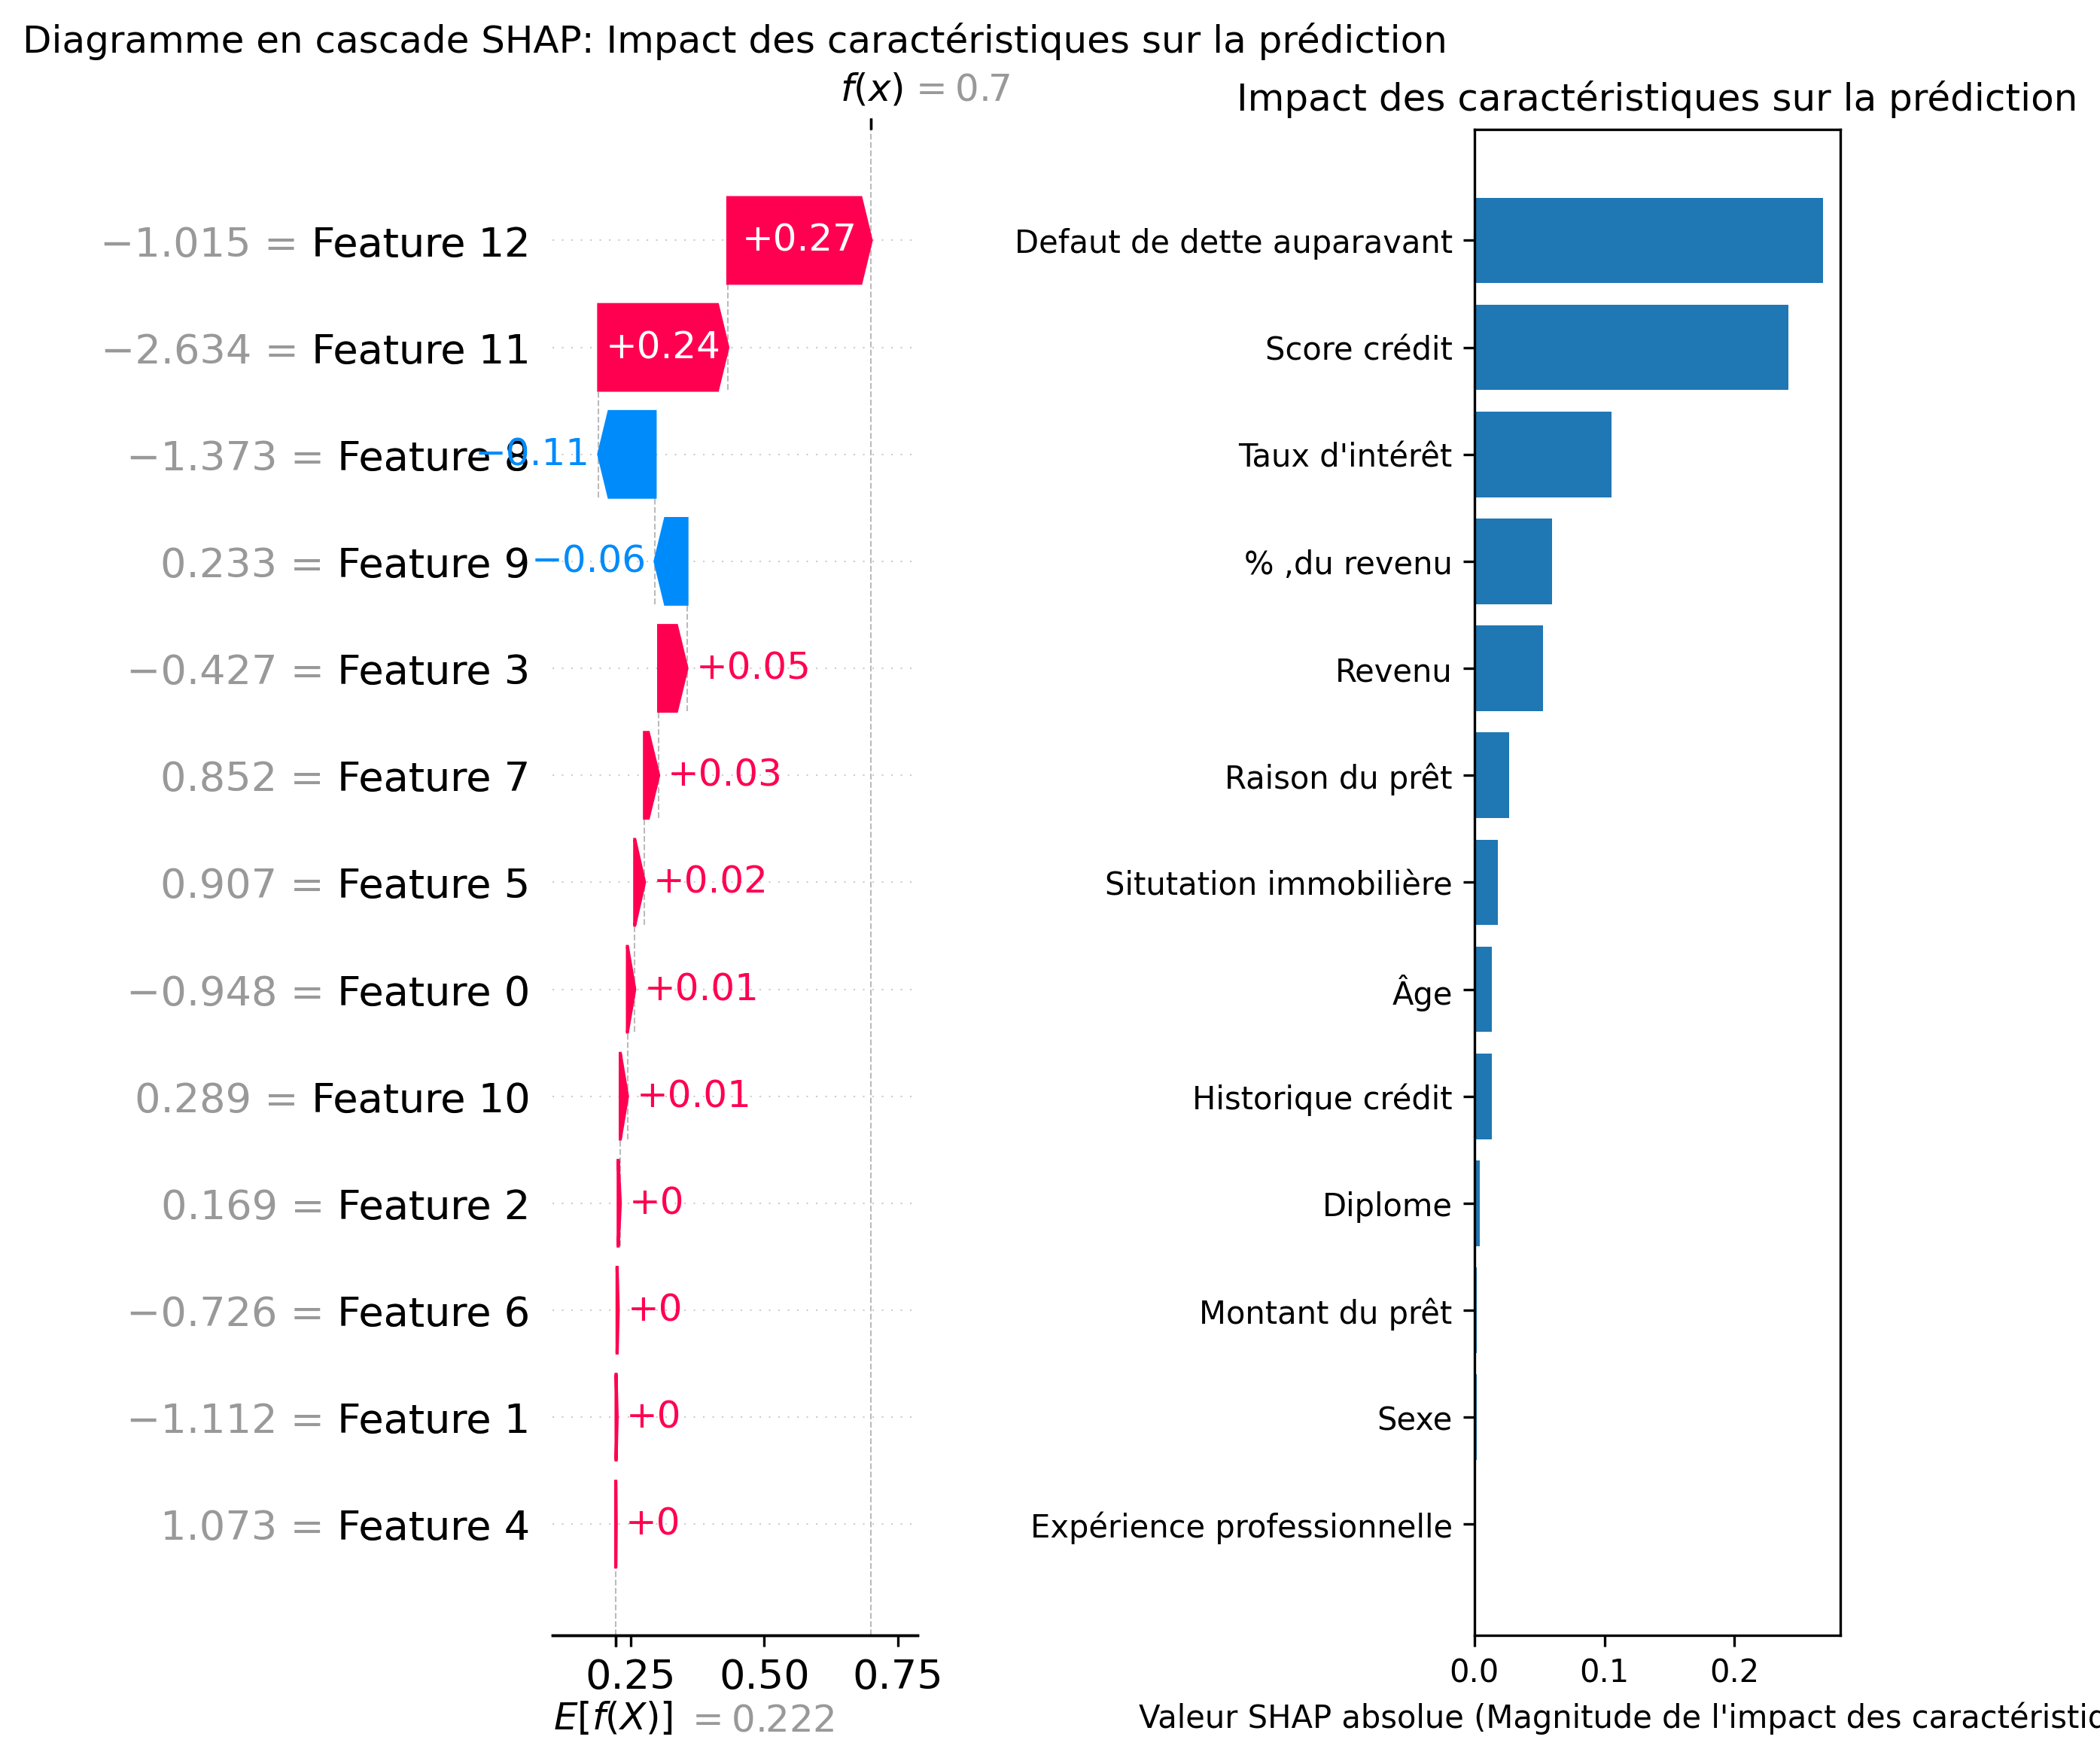 Diagramme en cascade SHAP: Impact des caractéristiques sur la prédiction
f(x) = 0.7
−1.015 = Feature 12 +0.27
−2.634 = Feature 11 +0.24
−1.373 = Feature 8 −0.11
0.233 = Feature 9 −0.06
−0.427 = Feature 3 +0.05
0.852 = Feature 7 +0.03
0.907 = Feature 5 +0.02
−0.948 = Feature 0 +0.01
0.289 = Feature 10 +0.01
0.169 = Feature 2 +0
−0.726 = Feature 6 +0
−1.112 = Feature 1 +0
1.073 = Feature 4 +0
0.25 0.50 0.75
E[f(X)] = 0.222
Impact des caractéristiques sur la prédiction
Defaut de dette auparavant
Score crédit
Taux d'intérêt
% ,du revenu
Revenu
Raison du prêt
Situtation immobilière
Âge
Historique crédit
Diplome
Montant du prêt
Sexe
Expérience professionnelle
0.0 0.1 0.2
Valeur SHAP absolue (Magnitude de l'impact des